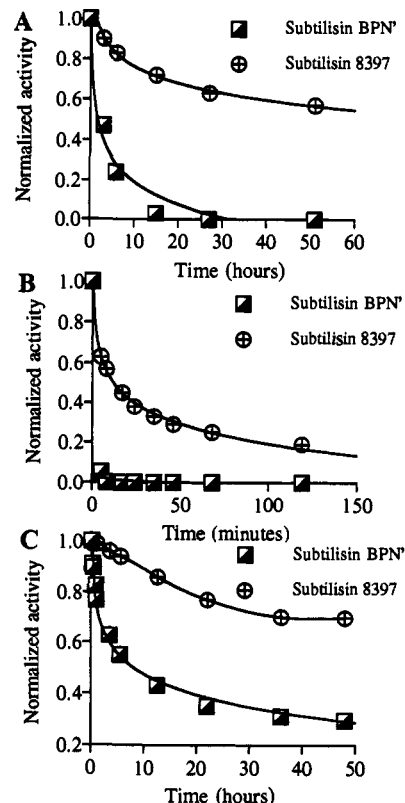 A
Normalized activity
1.0
0.8
0.6
0.4
0.2
0.0
Subtilisin BPN'
Subtilisin 8397
0 10 20 30 40 50 60
Time (hours)
B
Normalized activity
1.0
0.8
0.6
0.4
0.2
0.0
Subtilisin BPN'
Subtilisin 8397
0 50 100 150
Time (minutes)
C
Normalized activity
1.0
0.8
0.6
0.4
0.2
Subtilisin BPN'
Subtilisin 8397
0 10 20 30 40 50
Time (hours)